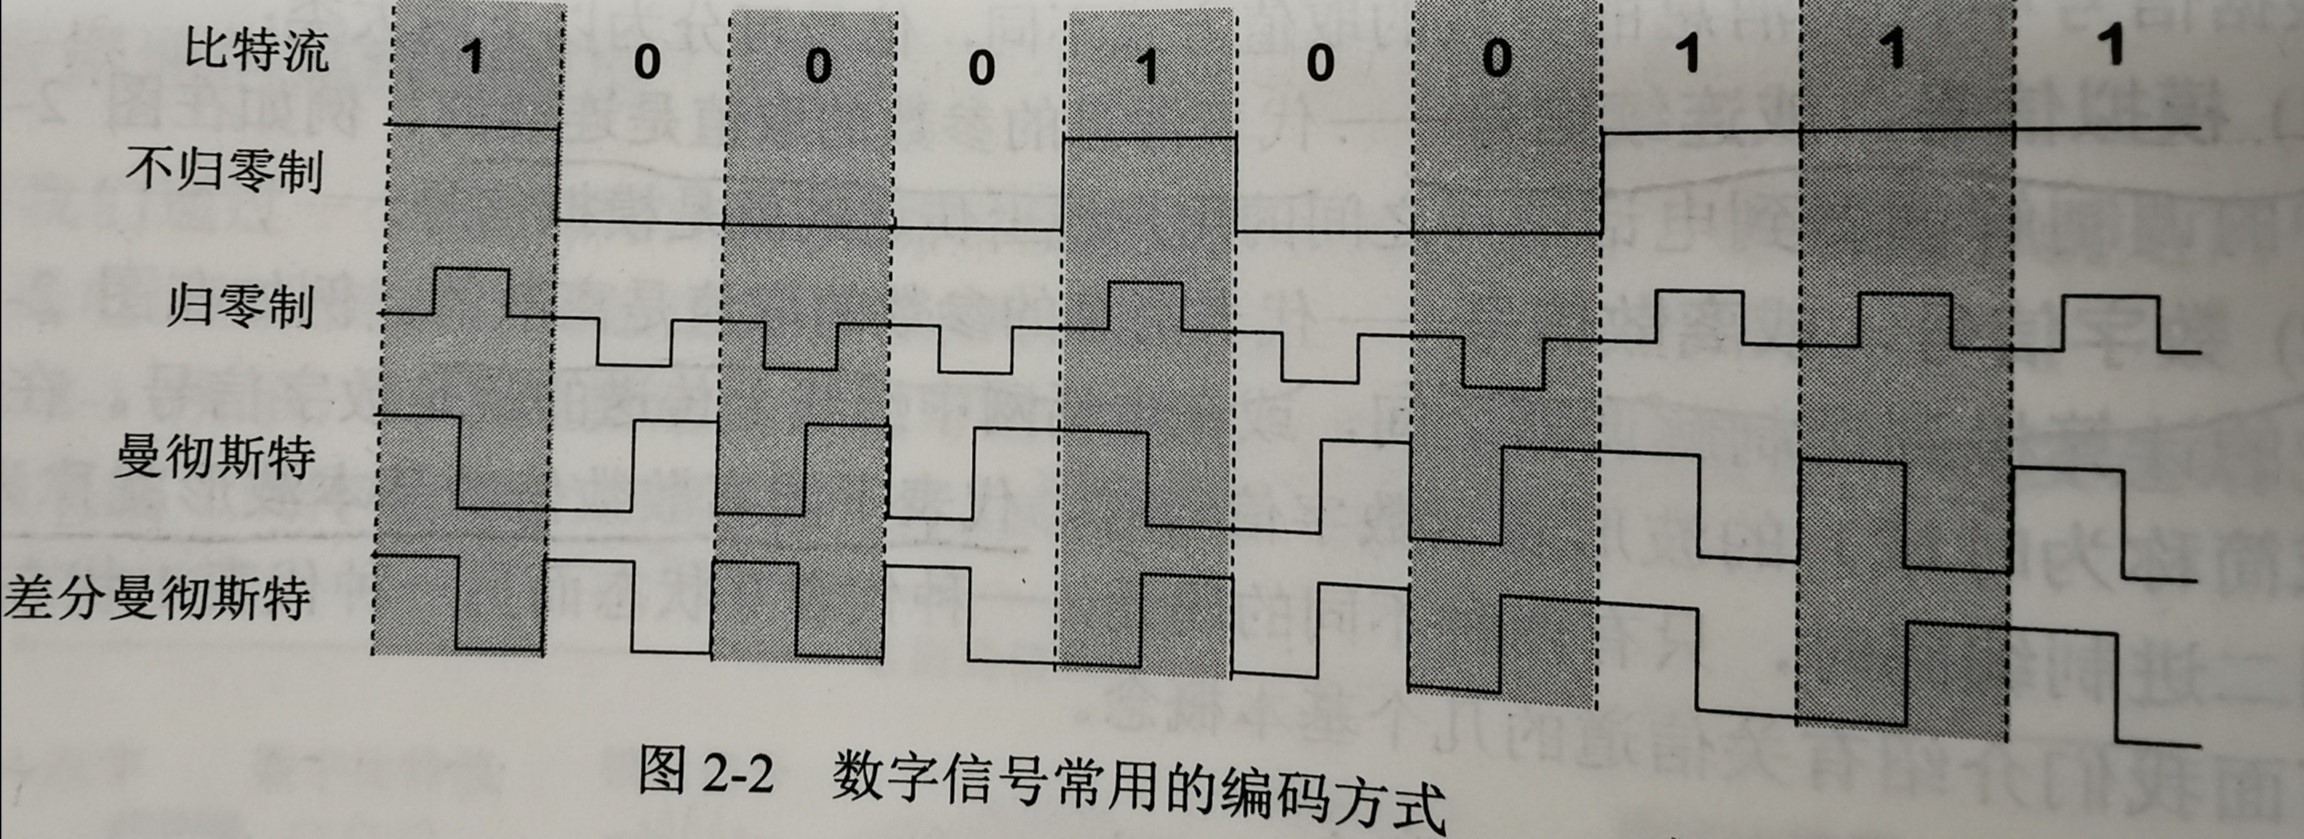 比特流 1 0 0 0 1 0 0 1 1 1
不归零制
归零制
曼彻斯特
差分曼彻斯特
图 2-2 数字信号常用的编码方式